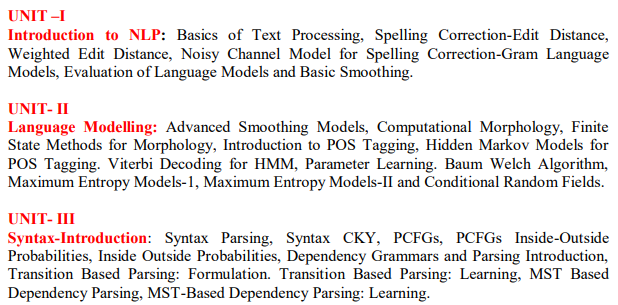 UNIT –I
Introduction to NLP: Basics of Text Processing, Spelling Correction-Edit Distance,
Weighted Edit Distance, Noisy Channel Model for Spelling Correction-Gram Language
Models, Evaluation of Language Models and Basic Smoothing.
UNIT- II
Language Modelling: Advanced Smoothing Models, Computational Morphology, Finite
State Methods for Morphology, Introduction to POS Tagging, Hidden Markov Models for
POS Tagging. Viterbi Decoding for HMM, Parameter Learning. Baum Welch Algorithm,
Maximum Entropy Models-1, Maximum Entropy Models-II and Conditional Random Fields.
UNIT- III
Syntax-Introduction: Syntax Parsing, Syntax CKY, PCFGs, PCFGs Inside-Outside
Probabilities, Inside Outside Probabilities, Dependency Grammars and Parsing Introduction,
Transition Based Parsing: Formulation. Transition Based Parsing: Learning, MST Based
Dependency Parsing, MST-Based Dependency Parsing: Learning.